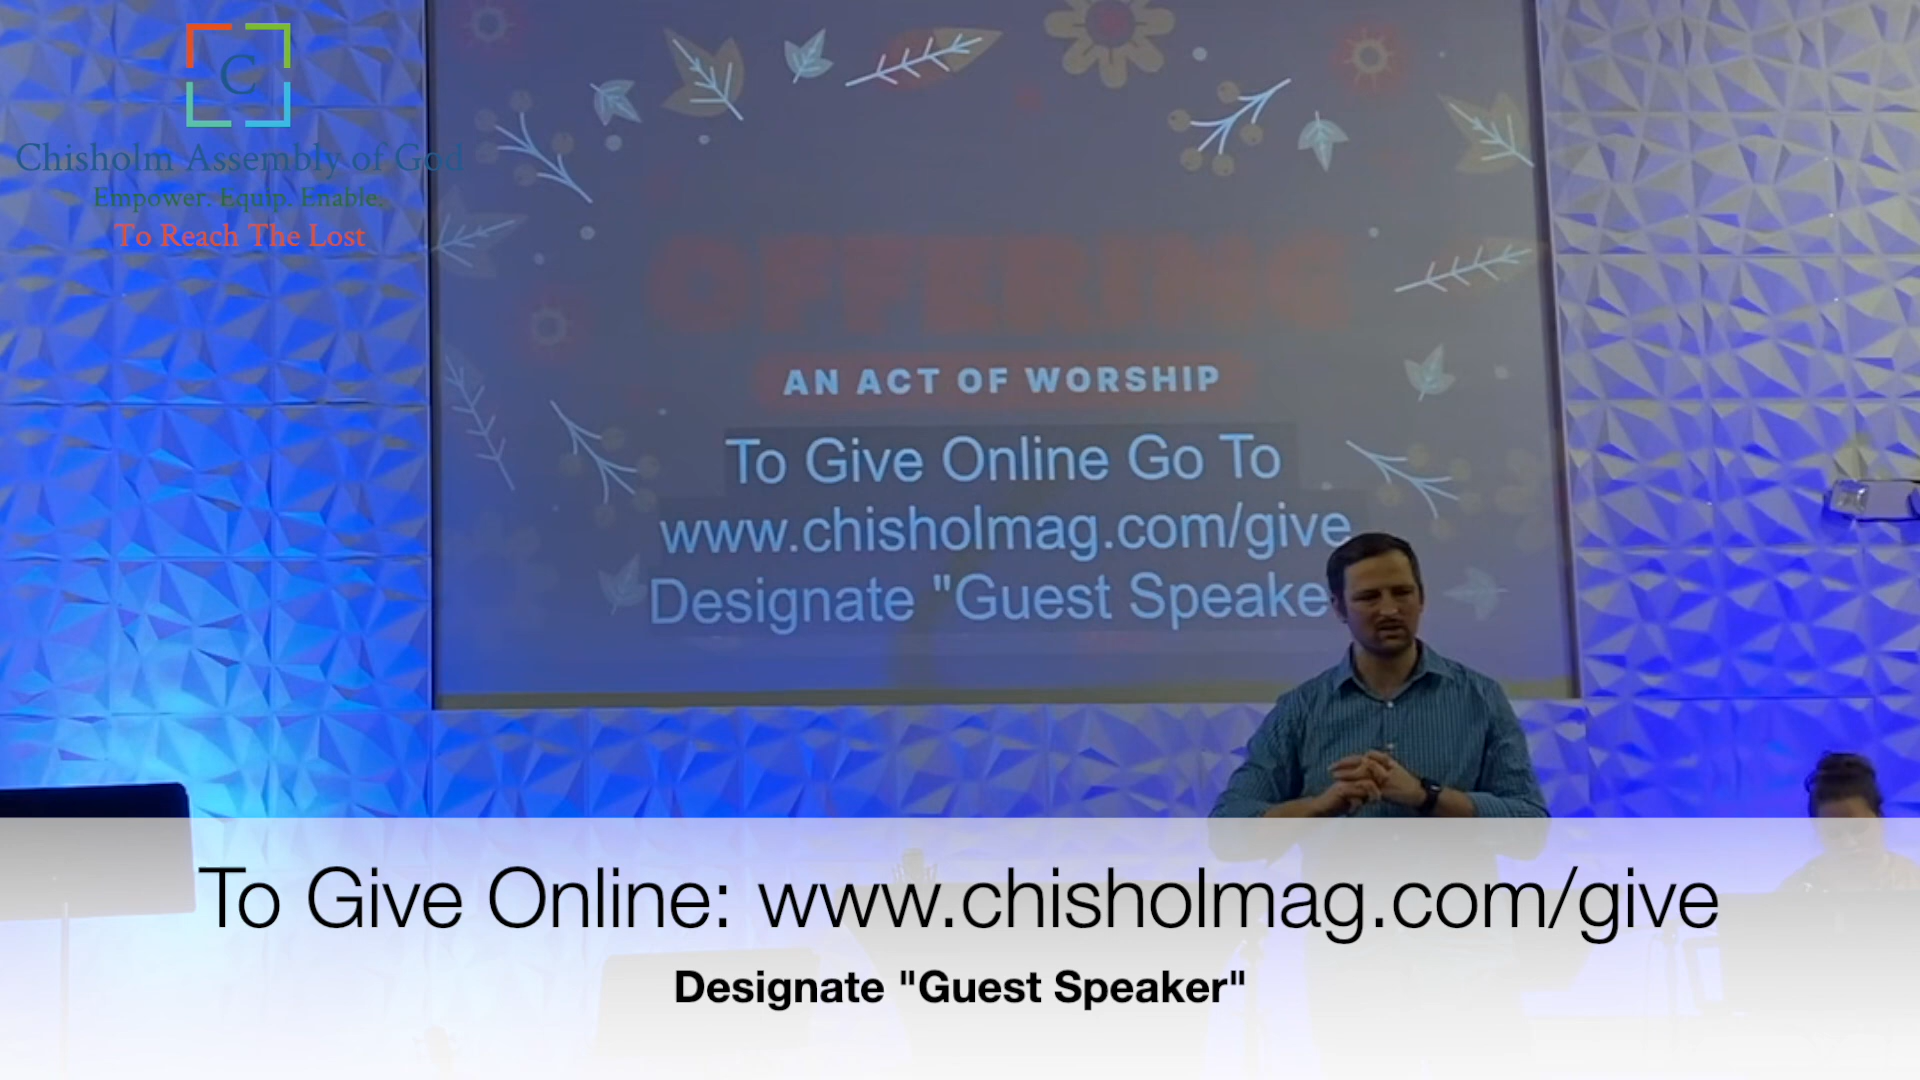 C
Chisholm Assembly of God
Empower. Equip. Enable.
To Reach The Lost
OFFERING
AN ACT OF WORSHIP
To Give Online Go To
www.chisholmag.com/give
Designate "Guest Speake
To Give Online: www.chisholmag.com/give
Designate "Guest Speaker"